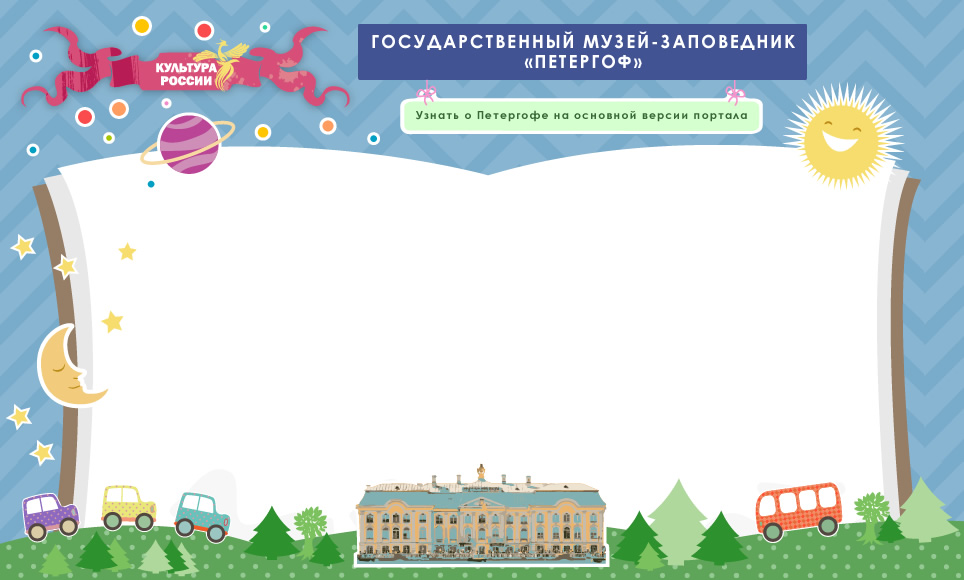 КУЛЬТУРА
РОССИИ
ГОСУДАРСТВЕННЫЙ МУЗЕЙ-ЗАПОВЕДНИК
«ПЕТЕРГОФ»
Узнать о Петергофе на основной версии портала